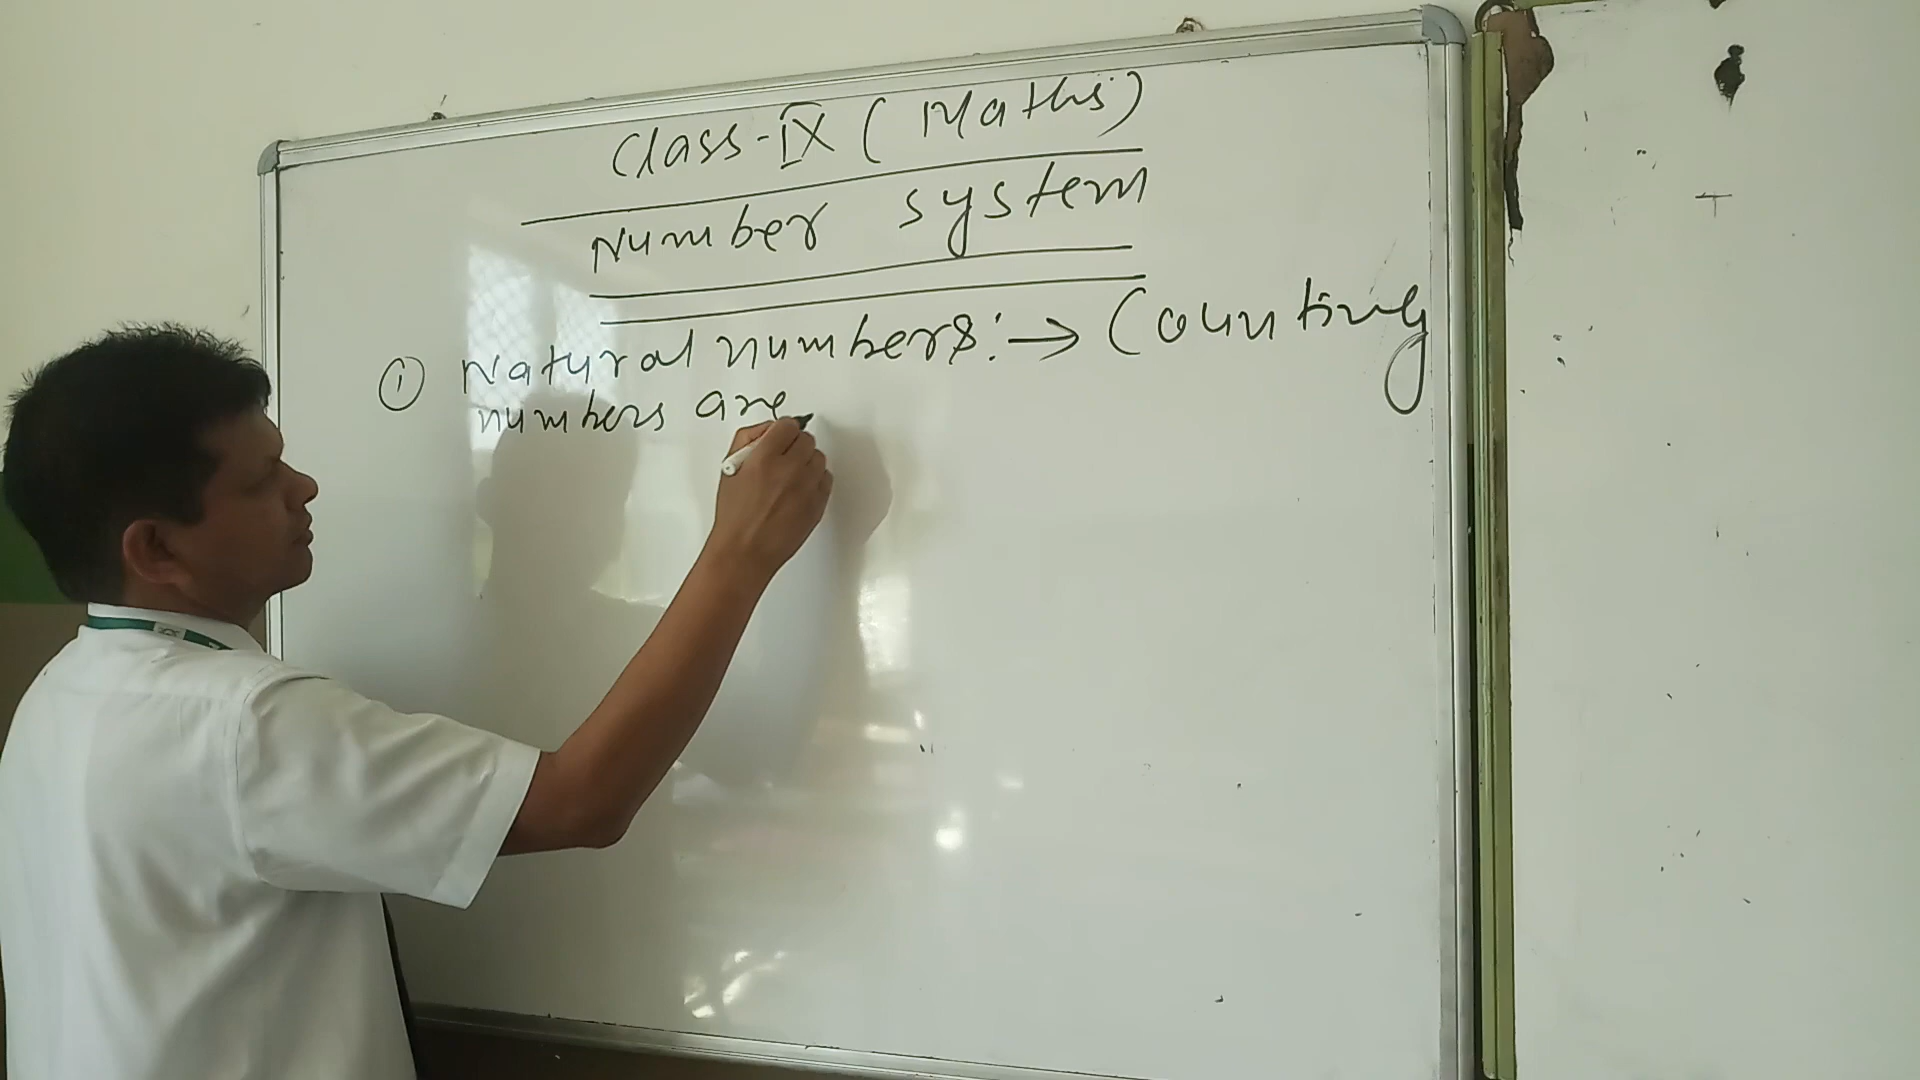 Class-IX ( Maths)
Number system
① Natural numbers:→ Counting
numbers are